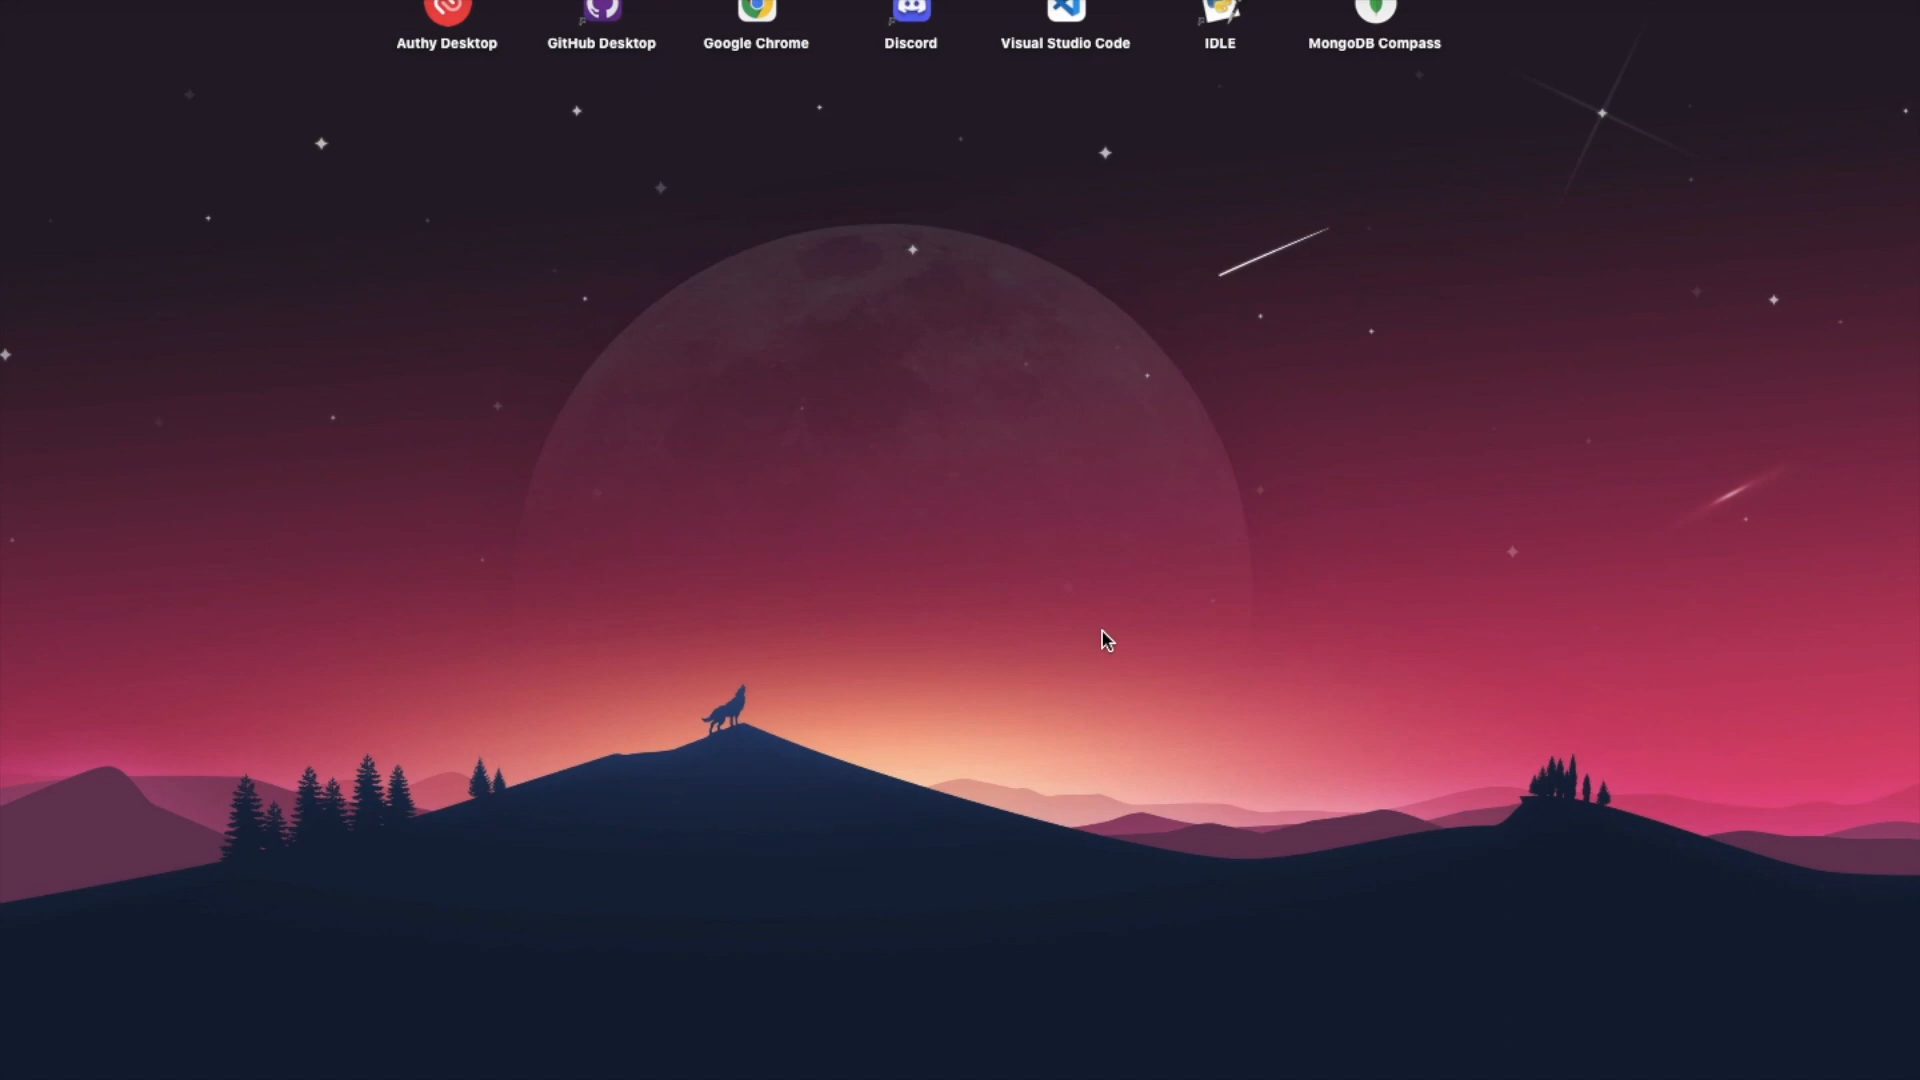 Authy Desktop
GitHub Desktop
Google Chrome
Discord
Visual Studio Code
IDLE
MongoDB Compass